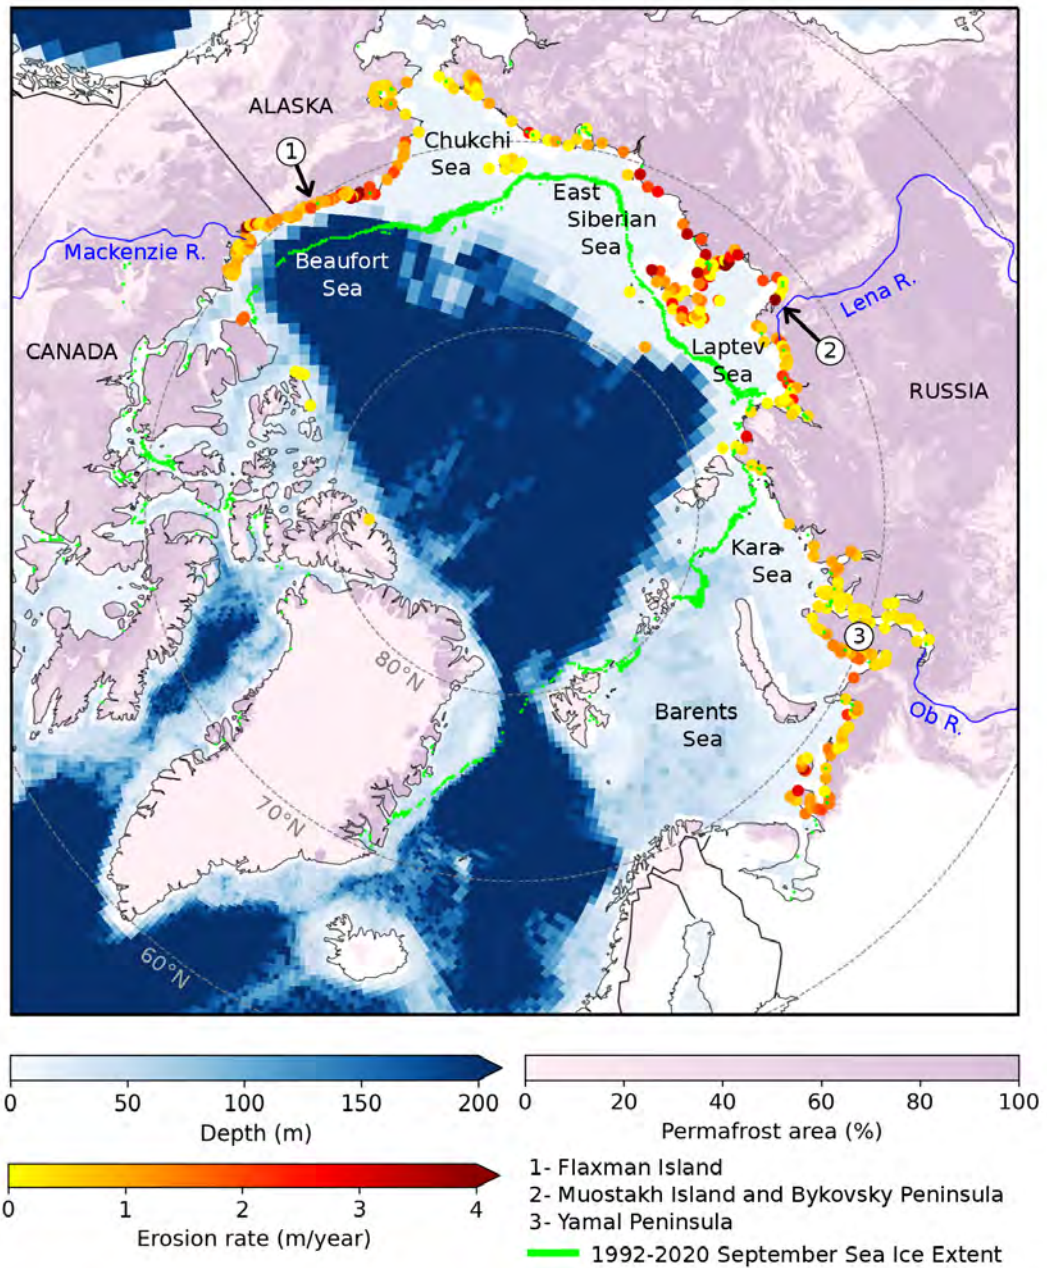 ALASKA
1
Chukchi
Sea
East
Siberian
Sea
Mackenzie R.
Beaufort
Sea
Lena R.
CANADA
Laptev
Sea
2
RUSSIA
Kara
Sea
3
80°N
Barents
Sea
Ob R.
70°N
60°N
0 50 100 150 200
Depth (m)
0 20 40 60 80 100
Permafrost area (%)
0 1 2 3 4
Erosion rate (m/year)
1- Flaxman Island
2- Muostakh Island and Bykovsky Peninsula
3- Yamal Peninsula
1992-2020 September Sea Ice Extent